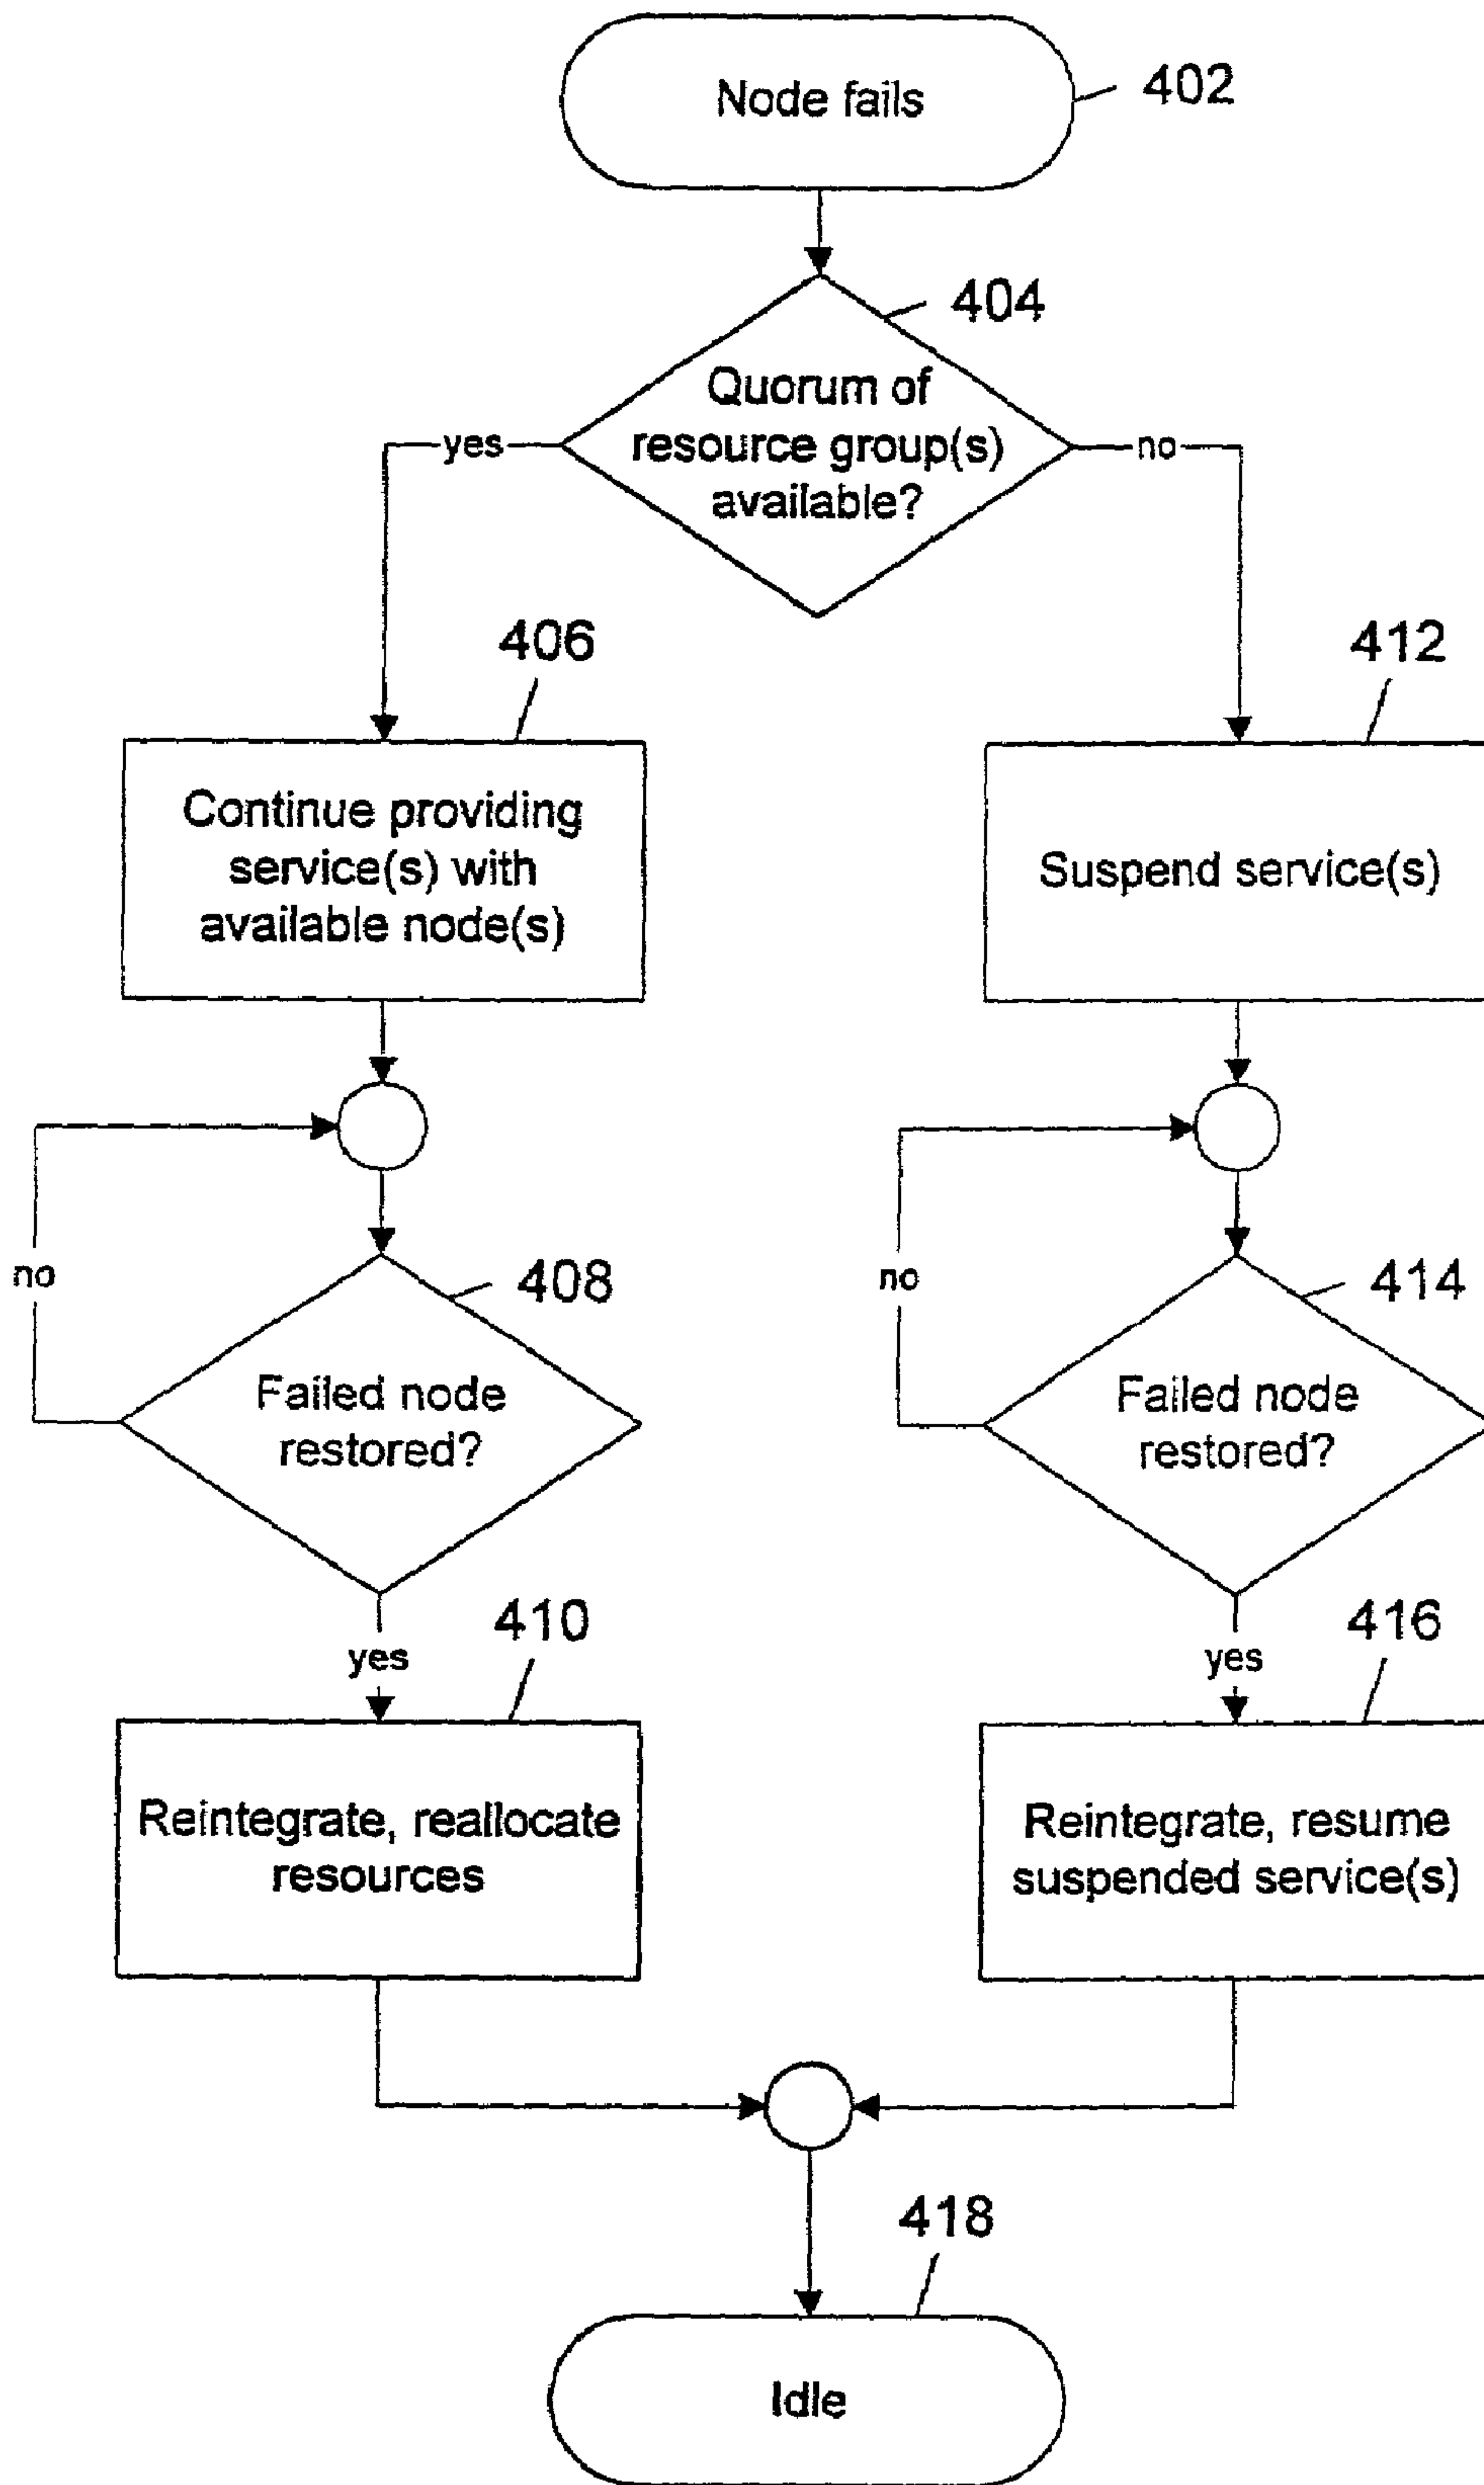 Node fails
402
404
Quorum of
resource group(s)
available?
yes
no
406
412
Continue providing
service(s) with
available node(s)
Suspend service(s)
no
408
Failed node
restored?
no
414
Failed node
restored?
yes
410
yes
416
Reintegrate, reallocate
resources
Reintegrate, resume
suspended service(s)
418
Idle